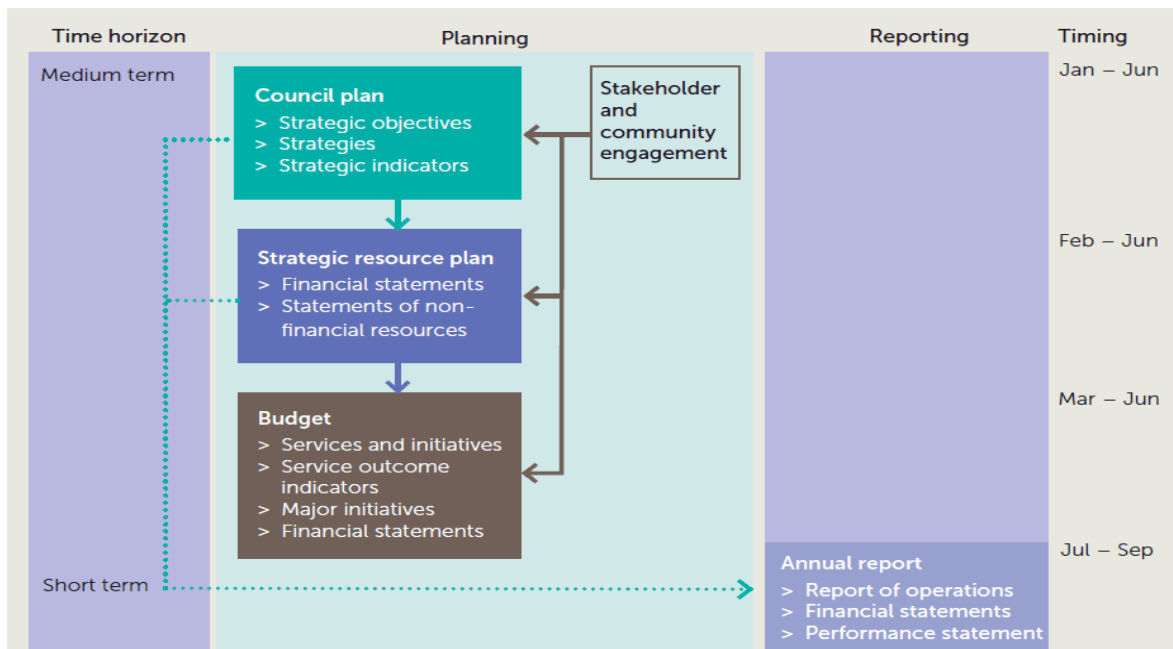 Time horizon
Planning
Reporting
Timing
Medium term
Jan – Jun
Council plan
> Strategic objectives
> Strategies
> Strategic indicators
Stakeholder
and
community
engagement
Feb – Jun
Strategic resource plan
> Financial statements
> Statements of non-
financial resources
Mar – Jun
Budget
> Services and initiatives
> Service outcome
indicators
> Major initiatives
> Financial statements
Jul – Sep
Short term
Annual report
> Report of operations
> Financial statements
> Performance statement